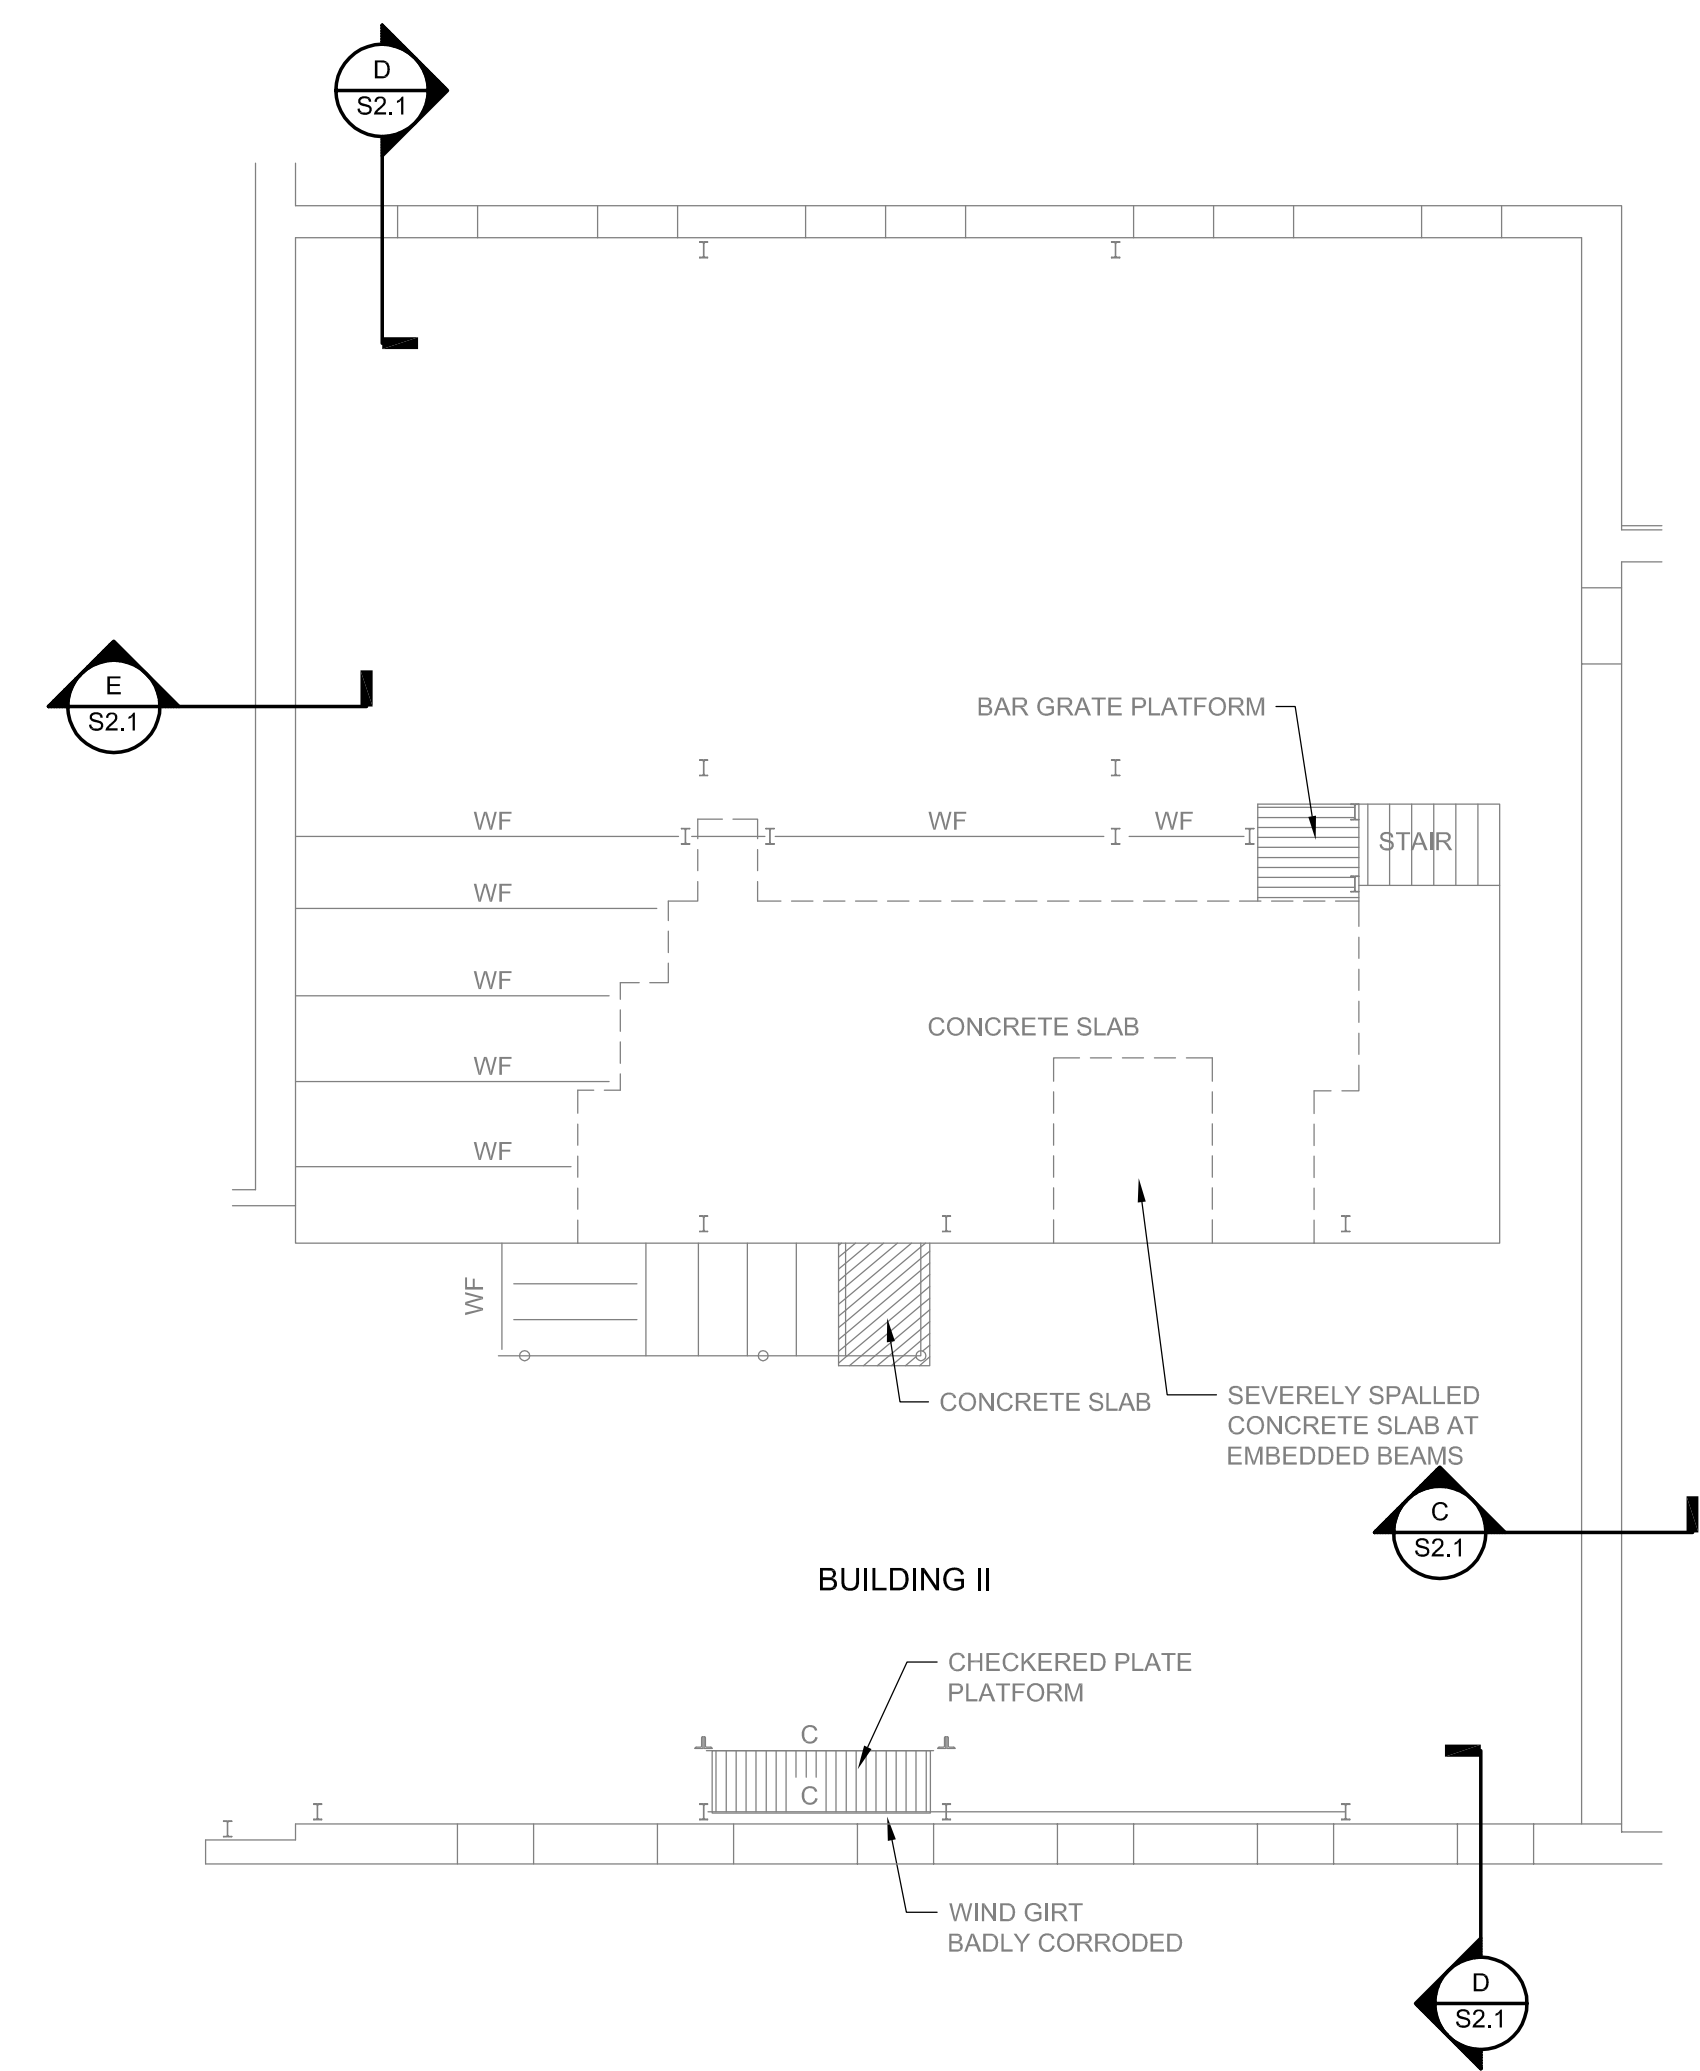 D
S2.1
E
S2.1
BAR GRATE PLATFORM
WF
WF
WF
STAIR
WF
WF
CONCRETE SLAB
WF
WF
WF
CONCRETE SLAB
SEVERELY SPALLED
CONCRETE SLAB AT
EMBEDDED BEAMS
C
S2.1
BUILDING II
CHECKERED PLATE
PLATFORM
C
C
WIND GIRT
BADLY CORRODED
D
S2.1